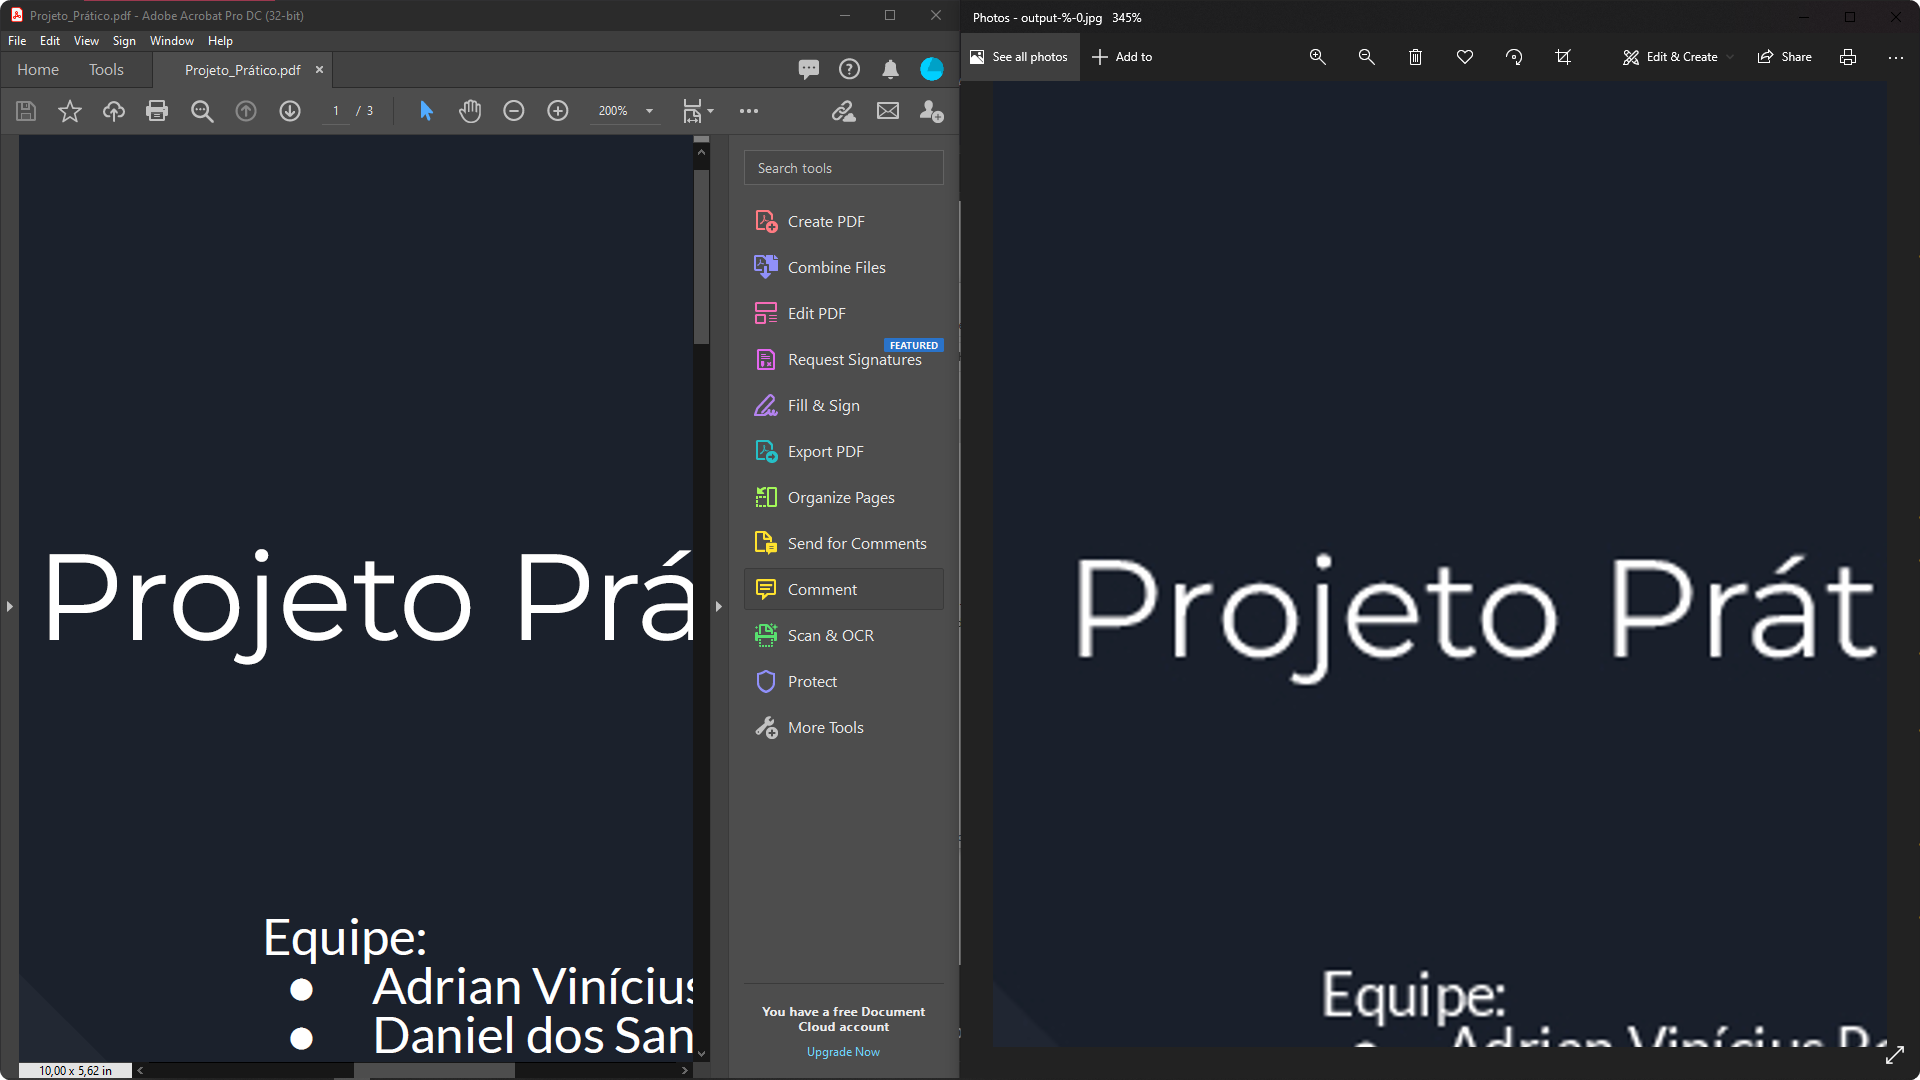 Projeto_Prático.pdf - Adobe Acrobat Pro DC (32-bit)
File Edit View Sign Window Help
Home Tools Projeto_Prático.pdf ×
1 / 3 200%
Projeto Prá
Equipe:
● Adrian Vinícius
● Daniel dos San
10,00 x 5,62 in
Search tools
Create PDF
Combine Files
Edit PDF
FEATURED
Request Signatures
Fill & Sign
Export PDF
Organize Pages
Send for Comments
Comment
Scan & OCR
Protect
More Tools
You have a free Document
Cloud account
Upgrade Now
Photos - output-%-0.jpg 345%
See all photos Add to Edit & Create Share
Projeto Prát
Equipe:
Adrian Vinícius